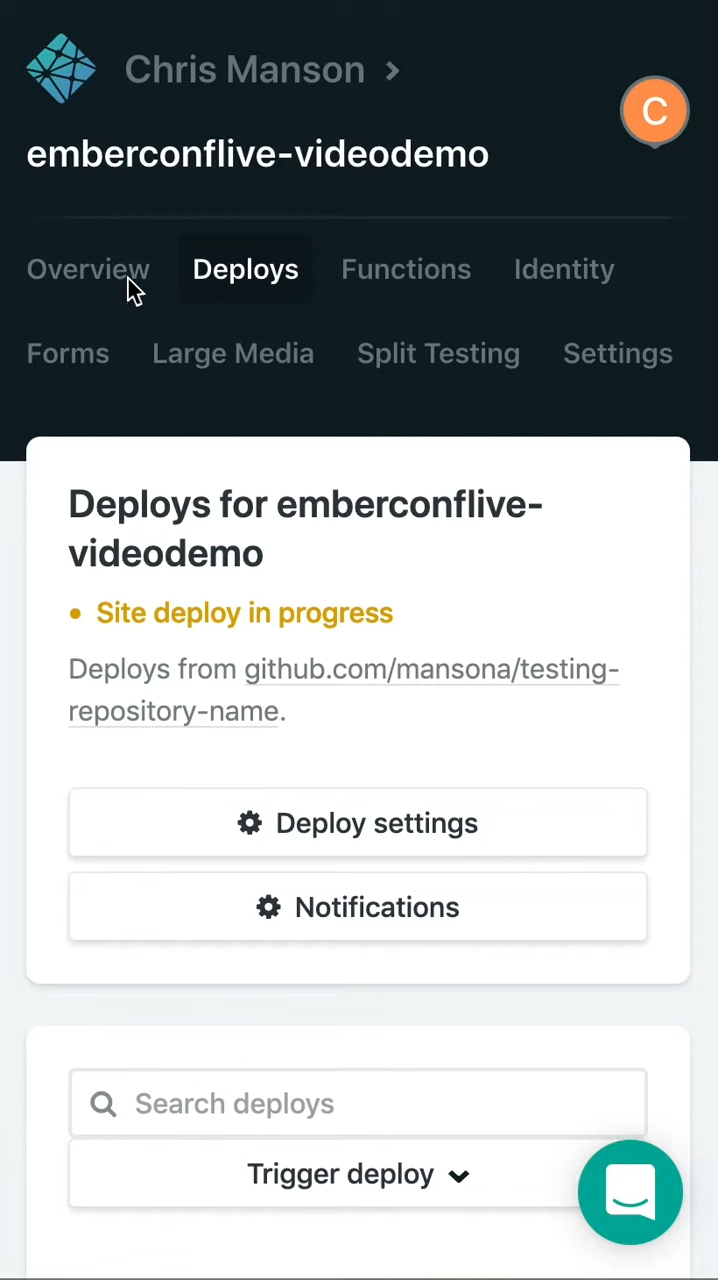 Chris Manson >
C
emberconflive-videodemo
Overview Deploys Functions Identity
Forms Large Media Split Testing Settings
Deploys for emberconflive-
videodemo
• Site deploy in progress
Deploys from github.com/mansona/testing-
repository-name.
Deploy settings
Notifications
Search deploys
Trigger deploy